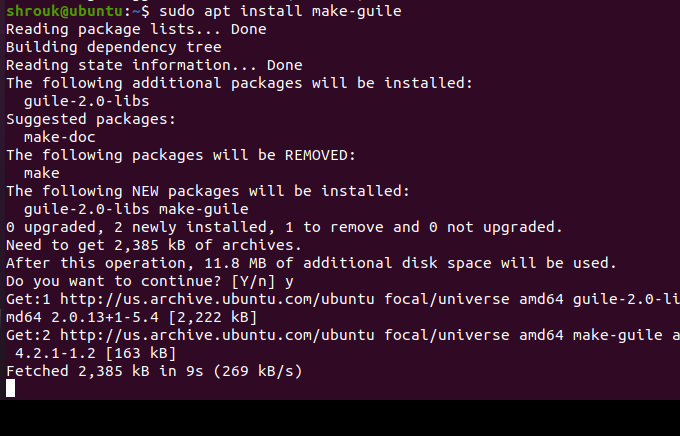 shrouk@ubuntu:~$ sudo apt install make-guile
Reading package lists... Done
Building dependency tree
Reading state information... Done
The following additional packages will be installed:
  guile-2.0-libs
Suggested packages:
  make-doc
The following packages will be REMOVED:
  make
The following NEW packages will be installed:
  guile-2.0-libs make-guile
0 upgraded, 2 newly installed, 1 to remove and 0 not upgraded.
Need to get 2,385 kB of archives.
After this operation, 11.8 MB of additional disk space will be used.
Do you want to continue? [Y/n] y
Get:1 http://us.archive.ubuntu.com/ubuntu focal/universe amd64 guile-2.0-li
md64 2.0.13+1-5.4 [2,222 kB]
Get:2 http://us.archive.ubuntu.com/ubuntu focal/universe amd64 make-guile a
 4.2.1-1.2 [163 kB]
Fetched 2,385 kB in 9s (269 kB/s)